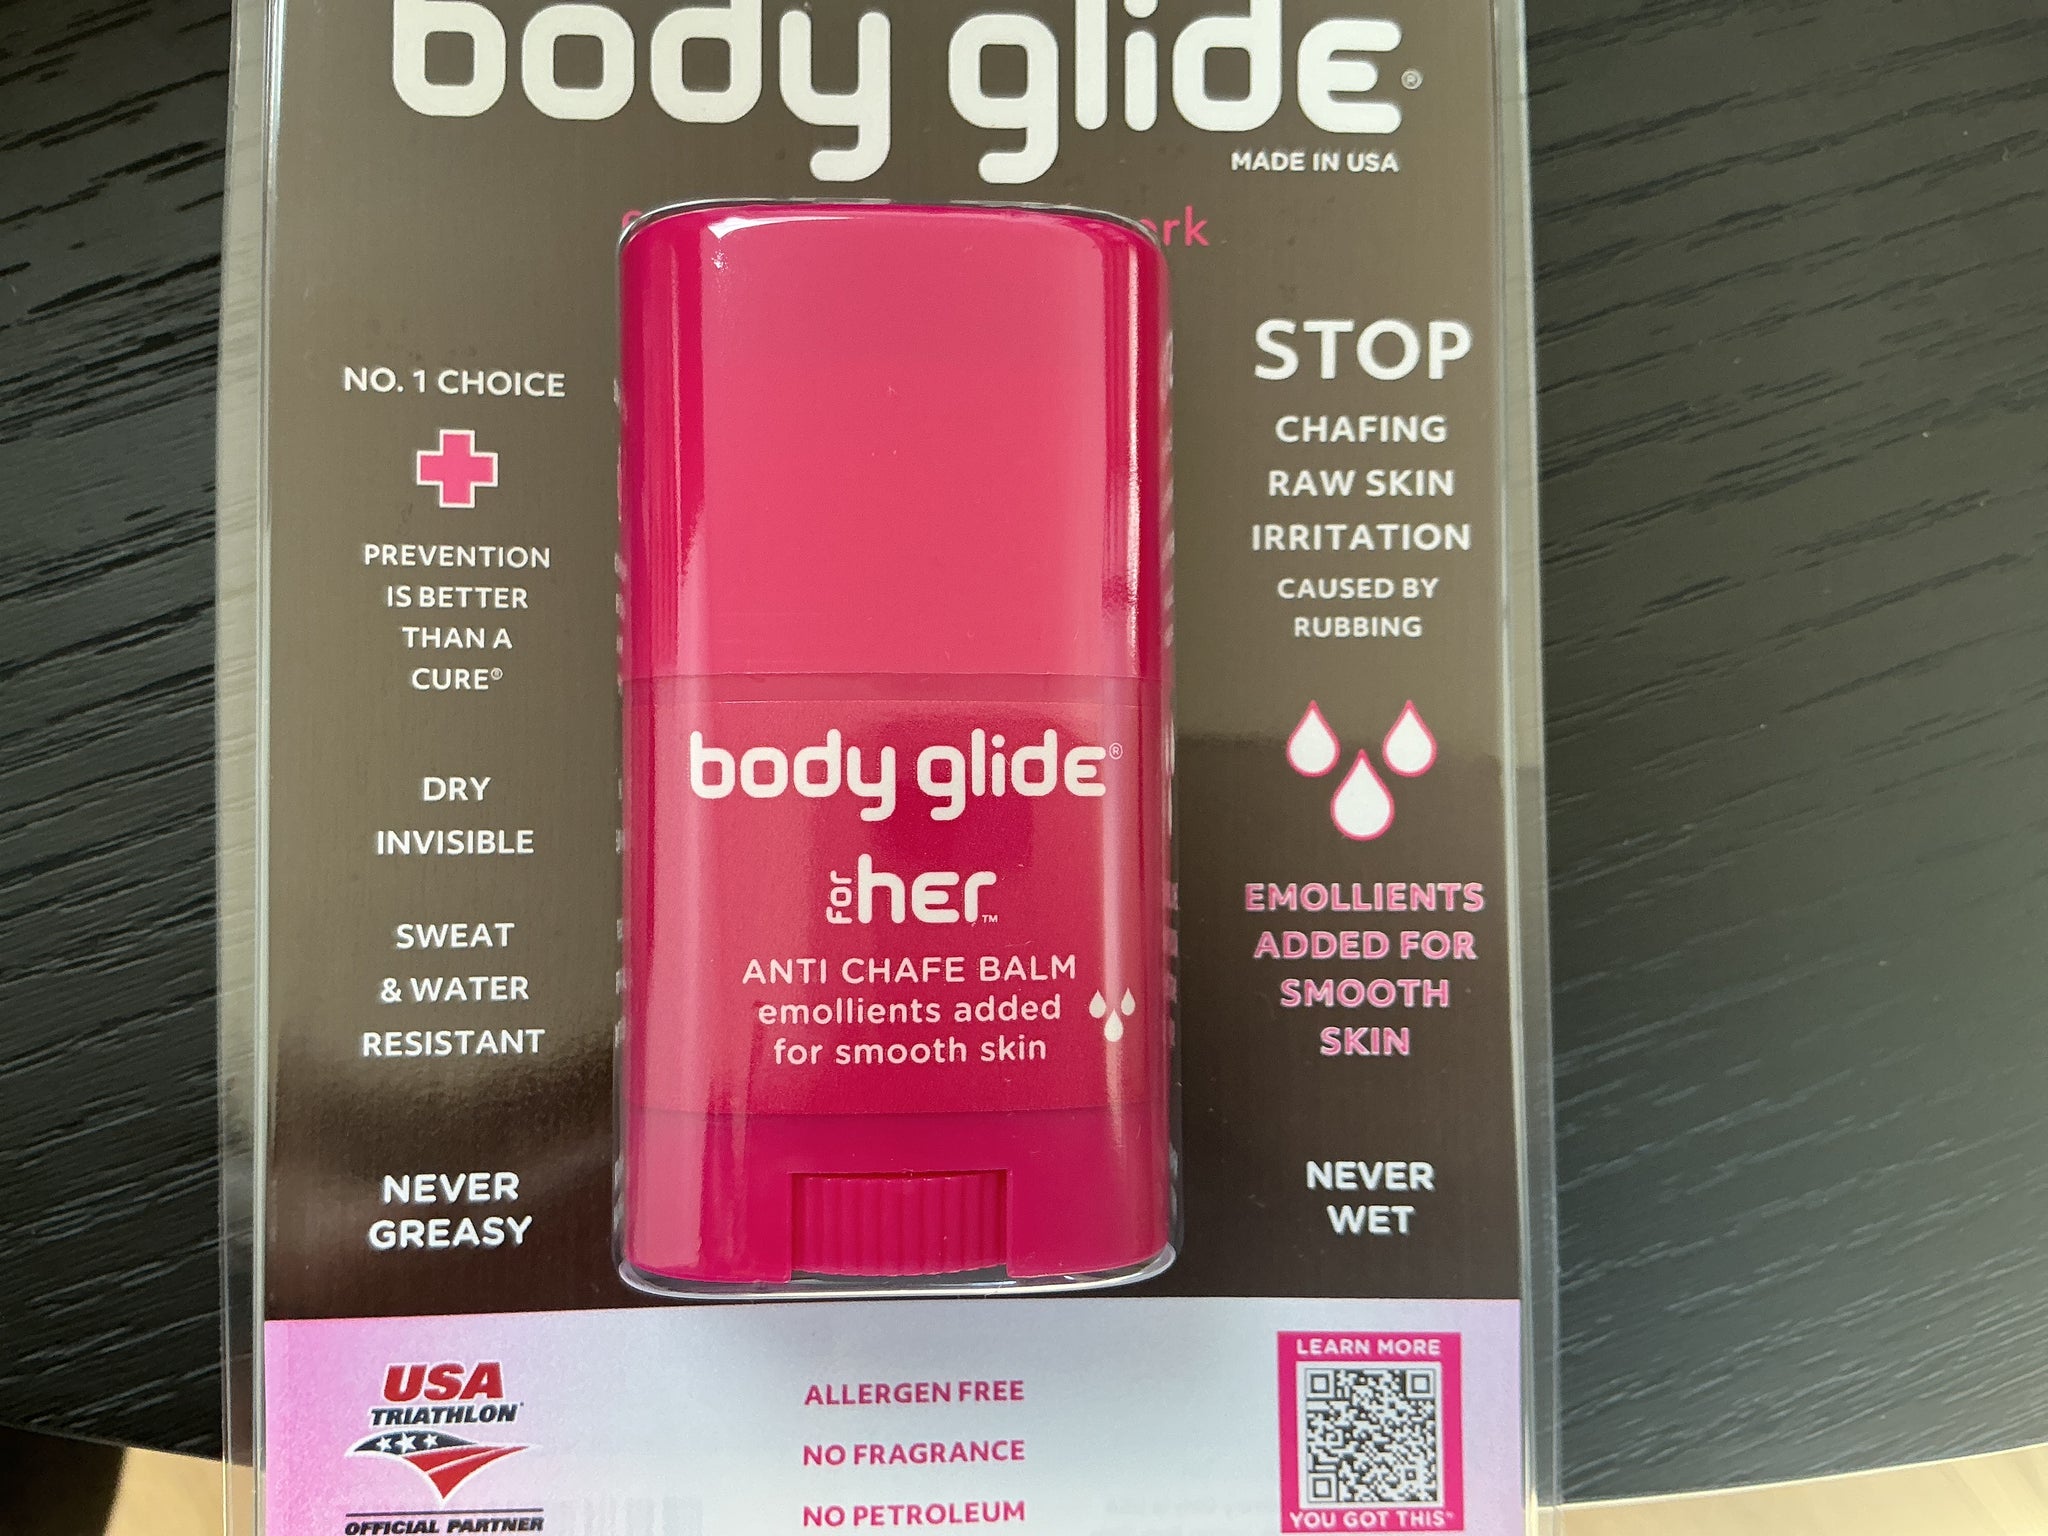 body glide®
MADE IN USA
NO. 1 CHOICE
PREVENTION
IS BETTER
THAN A
CURE®
DRY
INVISIBLE
SWEAT
& WATER
RESISTANT
NEVER
GREASY
body glide®
for her™
ANTI CHAFE BALM
emollients added
for smooth skin
STOP
CHAFING
RAW SKIN
IRRITATION
CAUSED BY
RUBBING
EMOLLIENTS
ADDED FOR
SMOOTH
SKIN
NEVER
WET
USA
TRIATHLON
OFFICIAL PARTNER
ALLERGEN FREE
NO FRAGRANCE
NO PETROLEUM
LEARN MORE
YOU GOT THIS